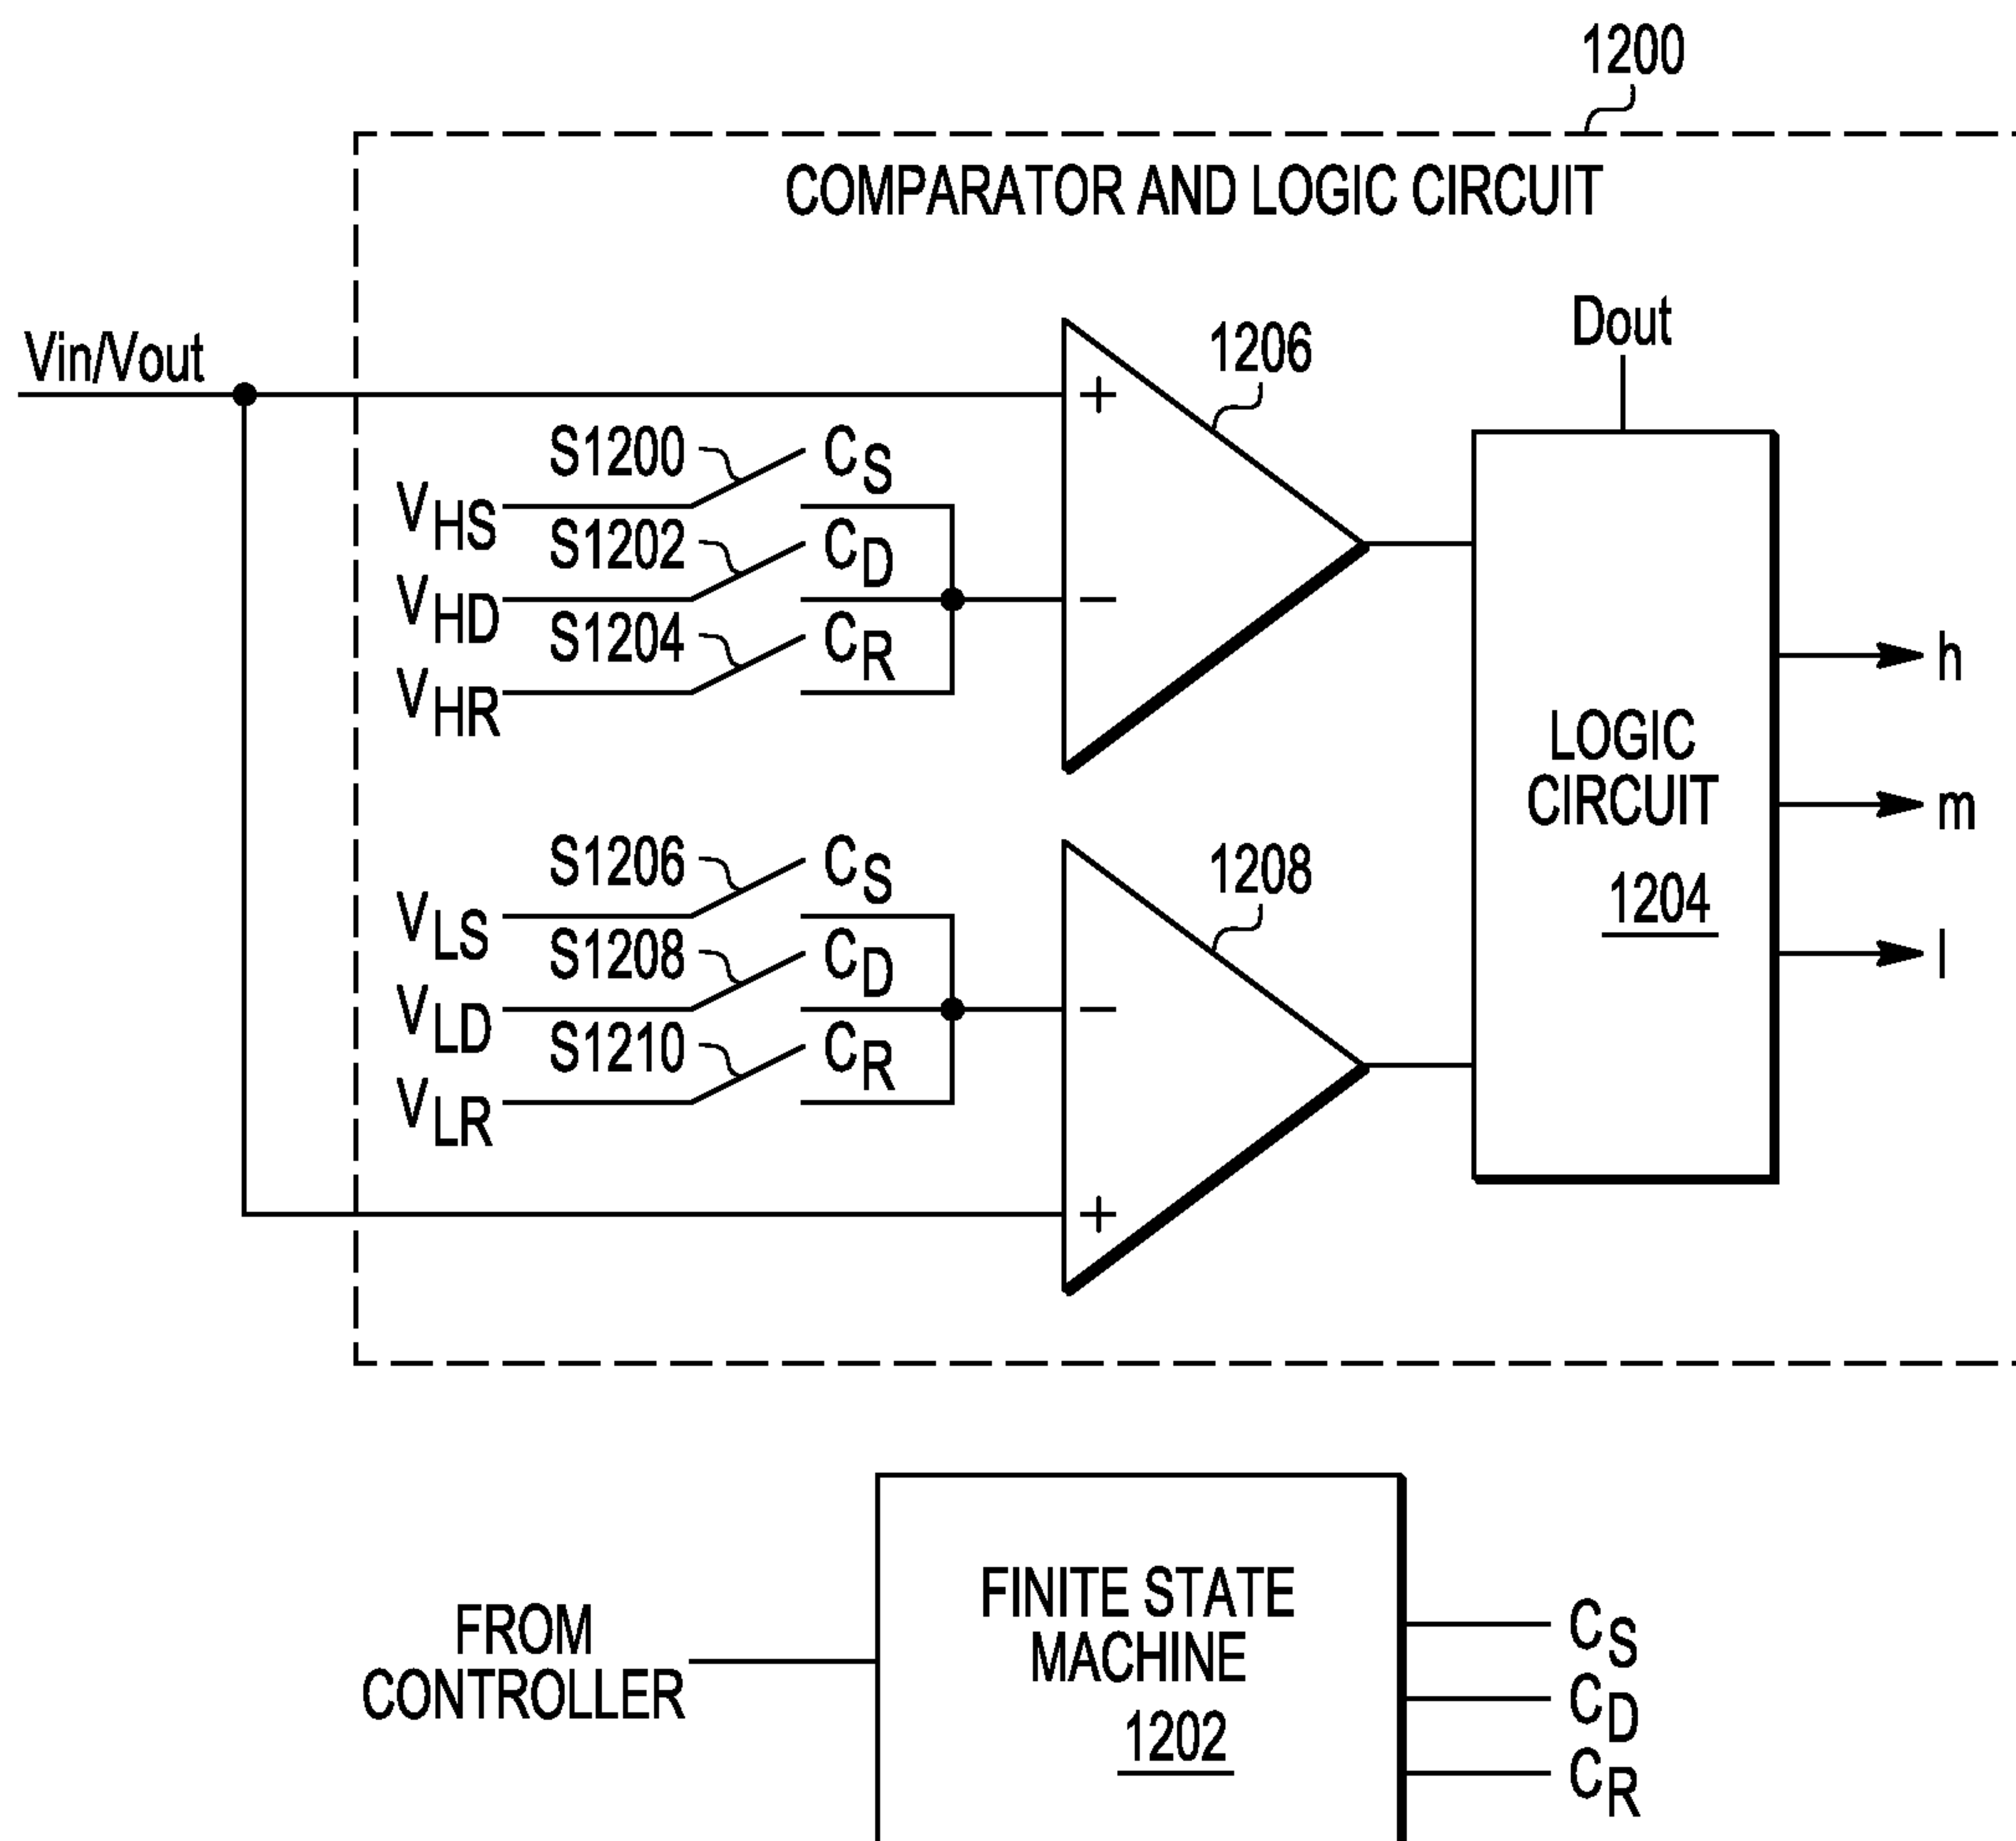 1200
COMPARATOR AND LOGIC CIRCUIT
Vin/Vout
1206
Dout
+
S1200
CS
VHS
S1202
CD
VHD
−
S1204
CR
VHR
h
LOGIC
CIRCUIT
1204
m
l
S1206
CS
1208
VLS
S1208
CD
VLD
−
S1210
CR
VLR
+
FROM
CONTROLLER
FINITE STATE
MACHINE
1202
CS
CD
CR